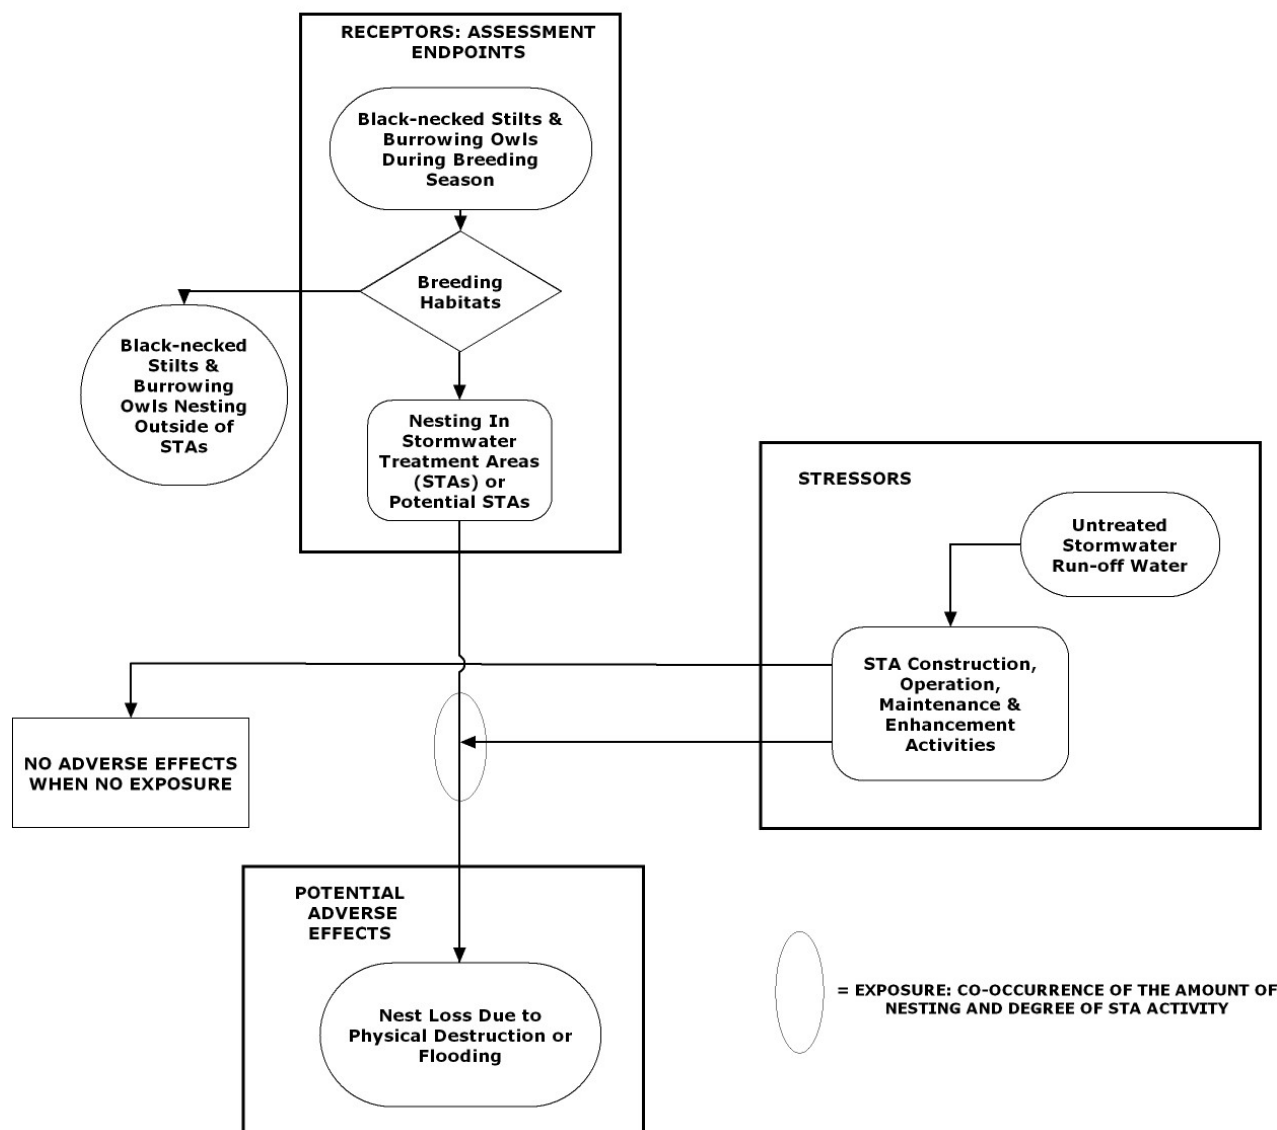 RECEPTORS: ASSESSMENT
ENDPOINTS
Black-necked Stilts &
Burrowing Owls
During Breeding
Season
Breeding
Habitats
Black-necked
Stilts &
Burrowing
Owls Nesting
Outside of
STAs
Nesting In
Stormwater
Treatment Areas
(STAs) or
Potential STAs
STRESSORS
Untreated
Stormwater
Run-off Water
STA Construction,
Operation,
Maintenance &
Enhancement
Activities
NO ADVERSE EFFECTS
WHEN NO EXPOSURE
POTENTIAL
ADVERSE
EFFECTS
Nest Loss Due to
Physical Destruction or
Flooding
= EXPOSURE: CO-OCCURRENCE OF THE AMOUNT OF
NESTING AND DEGREE OF STA ACTIVITY